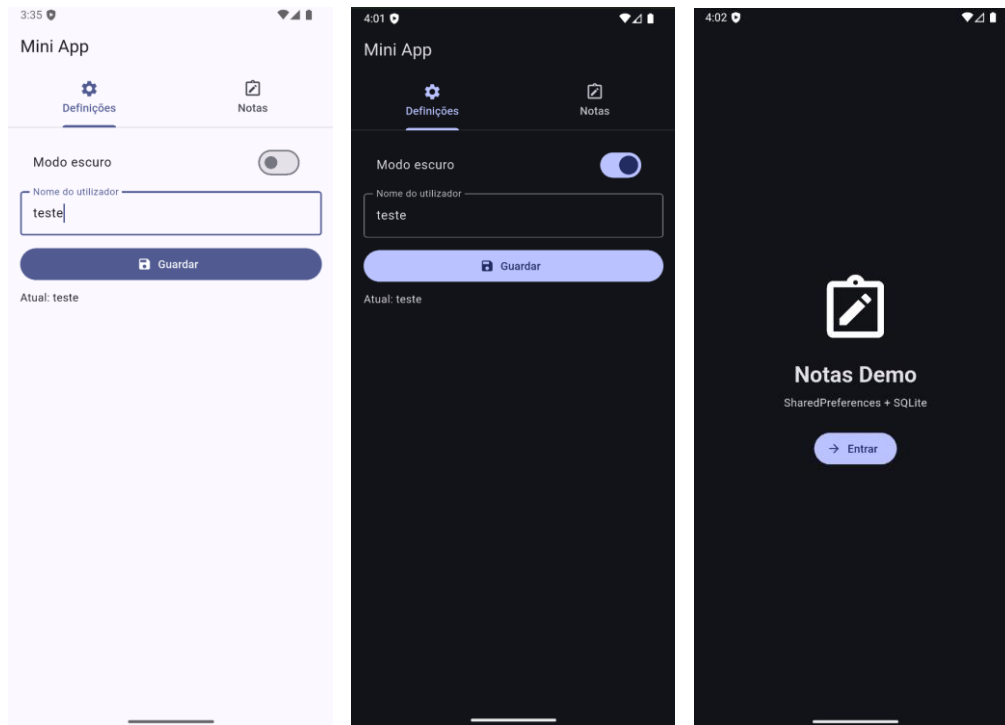 3:35
Mini App
Definições
Notas
Modo escuro
Nome do utilizador
teste
Guardar
Atual: teste
4:01
Mini App
Definições
Notas
Modo escuro
Nome do utilizador
teste
Guardar
Atual: teste
4:02
Notas Demo
SharedPreferences + SQLite
Entrar